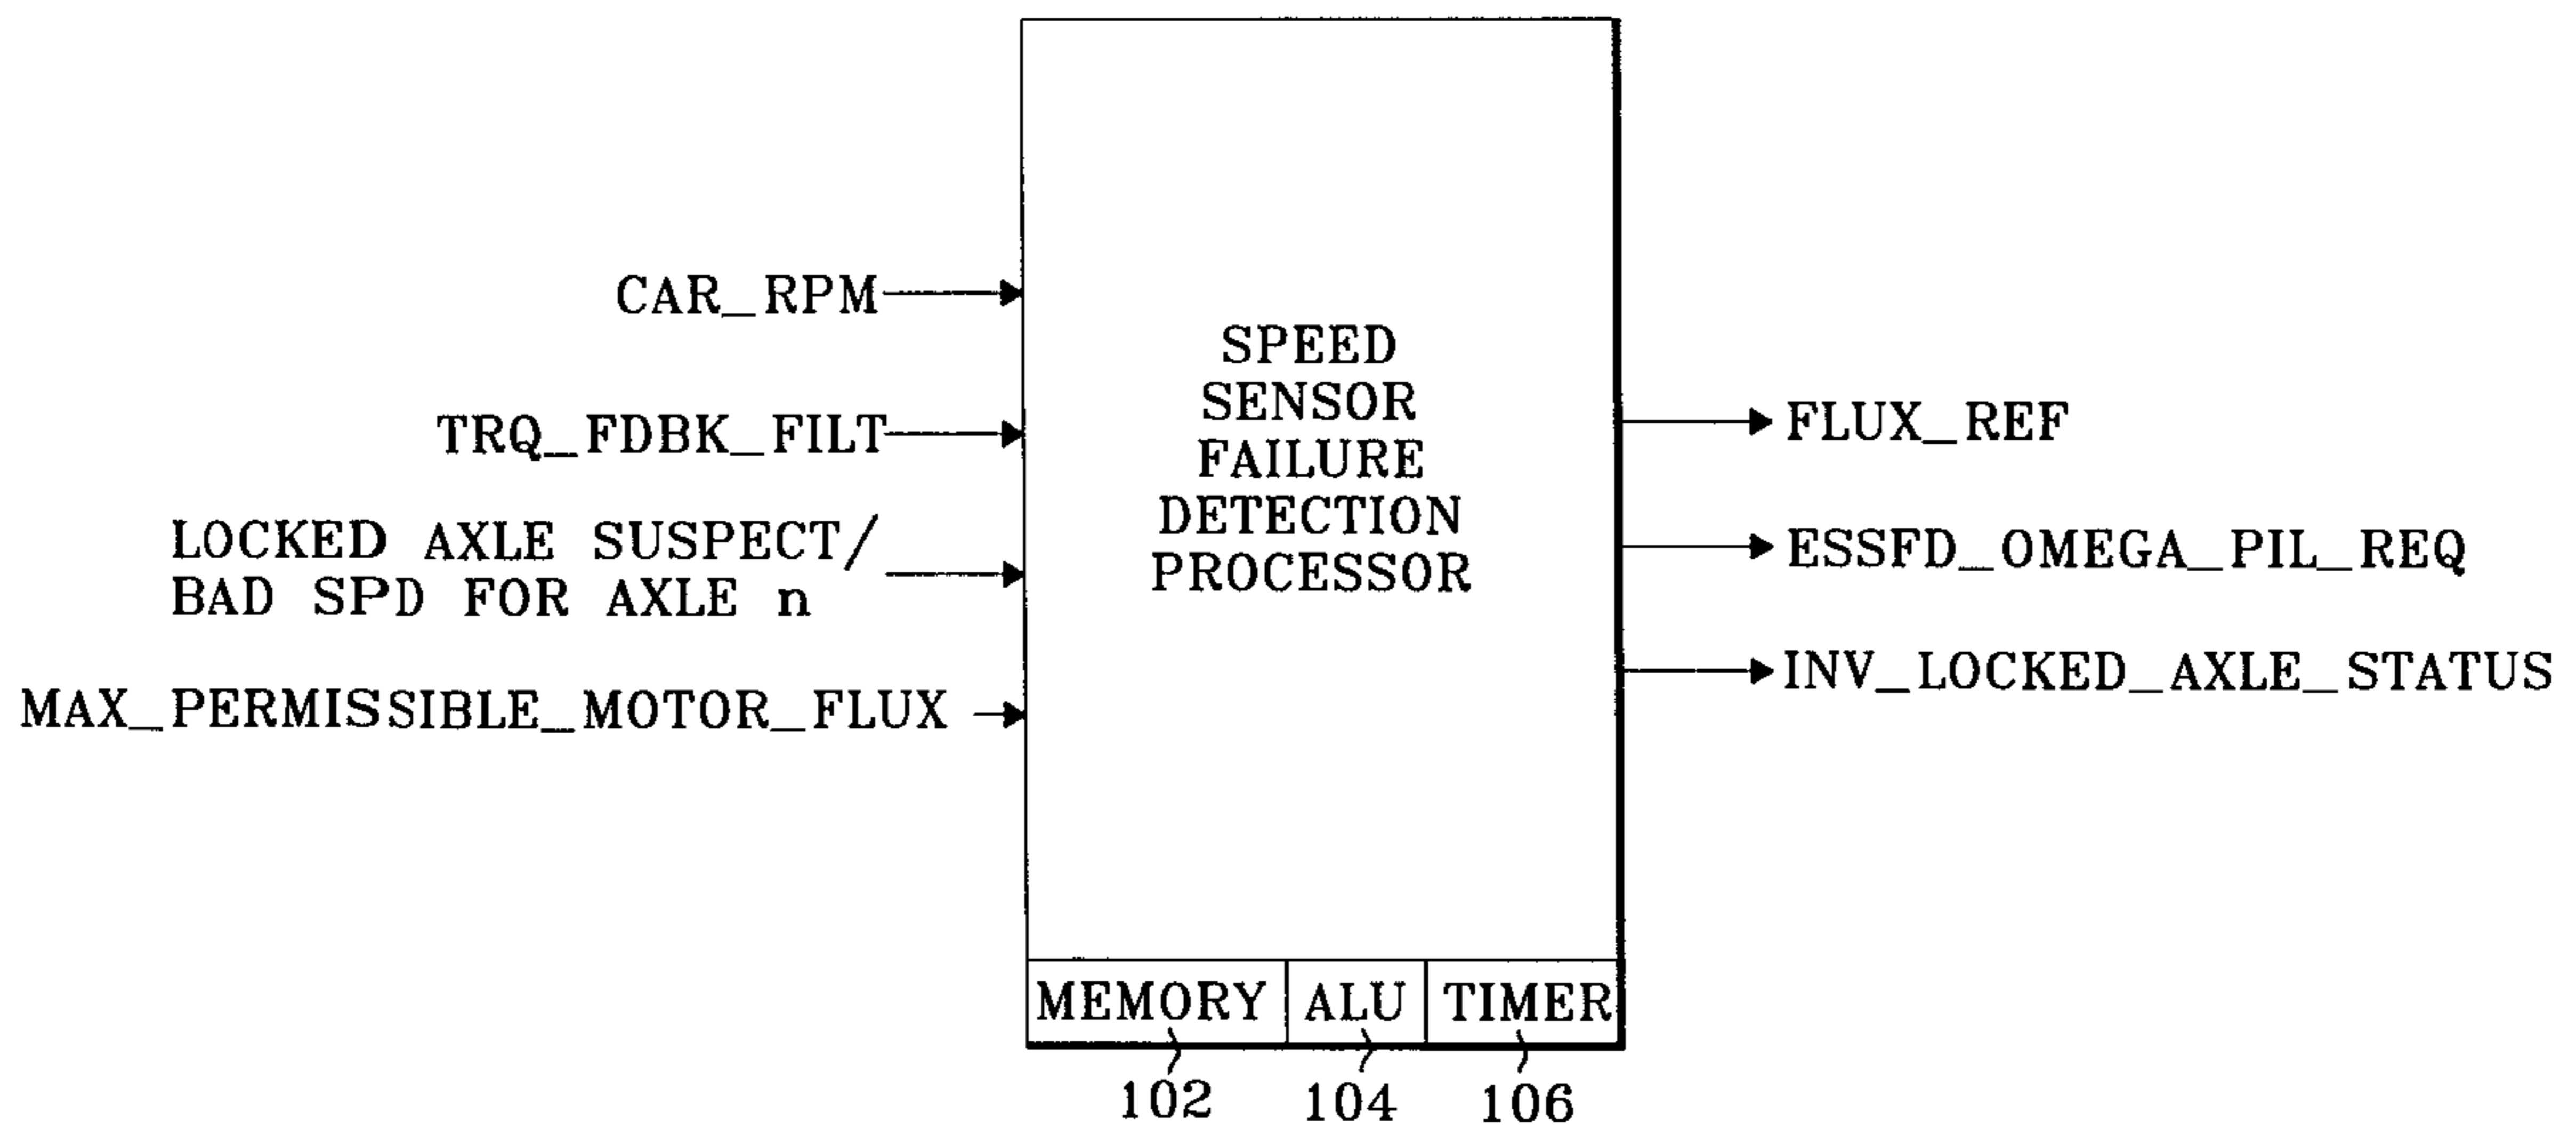 CAR_RPM
TRQ_FDBK_FILT
LOCKED AXLE SUSPECT/
BAD SPD FOR AXLE n
MAX_PERMISSIBLE_MOTOR_FLUX
SPEED
SENSOR
FAILURE
DETECTION
PROCESSOR
FLUX_REF
ESSFD_OMEGA_PIL_REQ
INV_LOCKED_AXLE_STATUS
MEMORY ALU TIMER
102 104 106